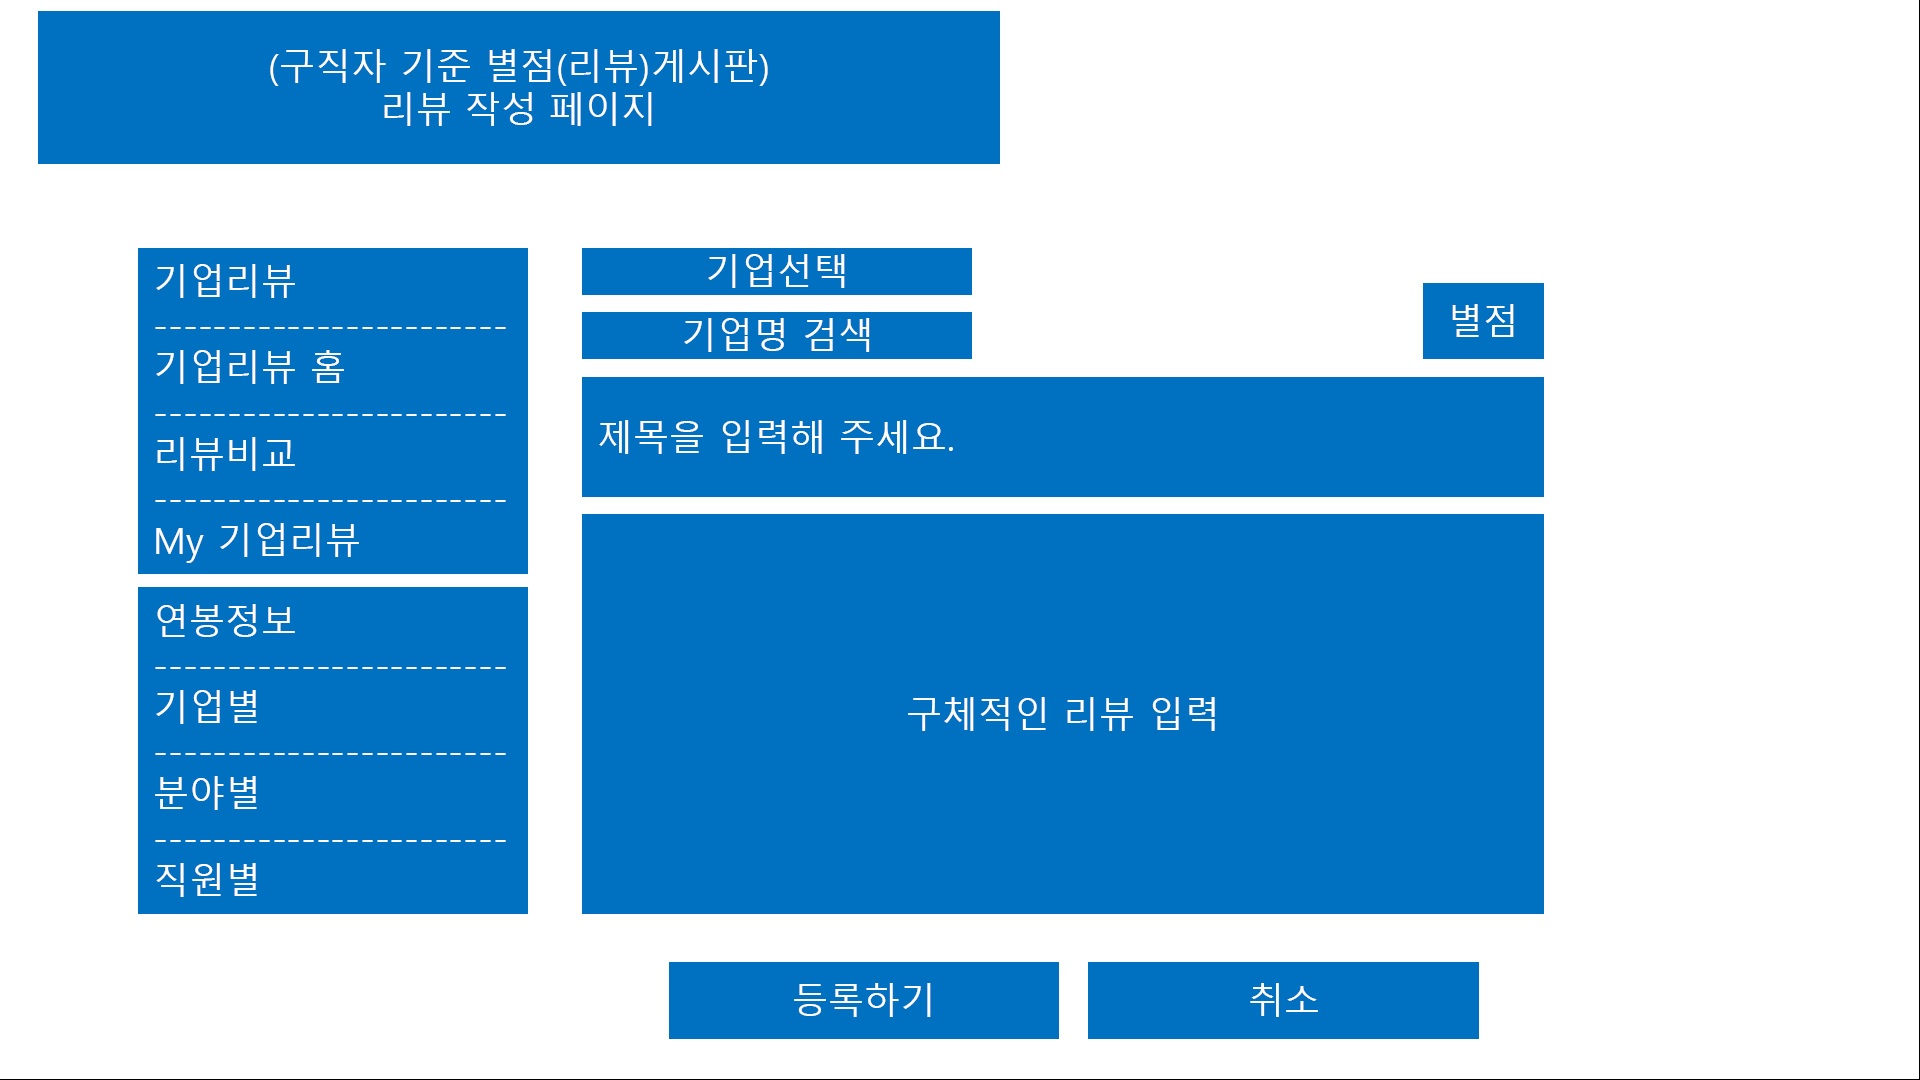 (구직자 기준 별점(리뷰)게시판)
리뷰 작성 페이지
기업리뷰
------------------------
기업리뷰 홈
------------------------
리뷰비교
------------------------
My 기업리뷰
연봉정보
------------------------
기업별
------------------------
분야별
------------------------
직원별
기업선택
기업명 검색
별점
제목을 입력해 주세요.
구체적인 리뷰 입력
등록하기
취소